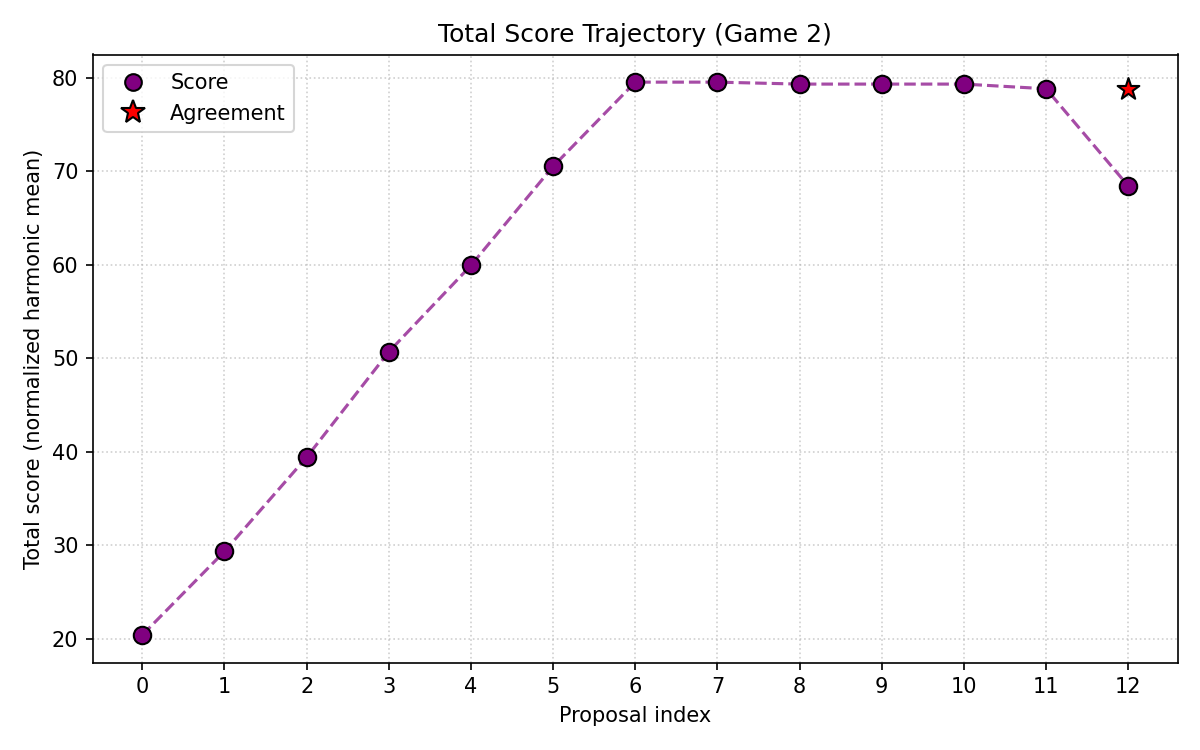 Total Score Trajectory (Game 2)
Score
Agreement
Total score (normalized harmonic mean)
80
70
60
50
40
30
20
0 1 2 3 4 5 6 7 8 9 10 11 12
Proposal index